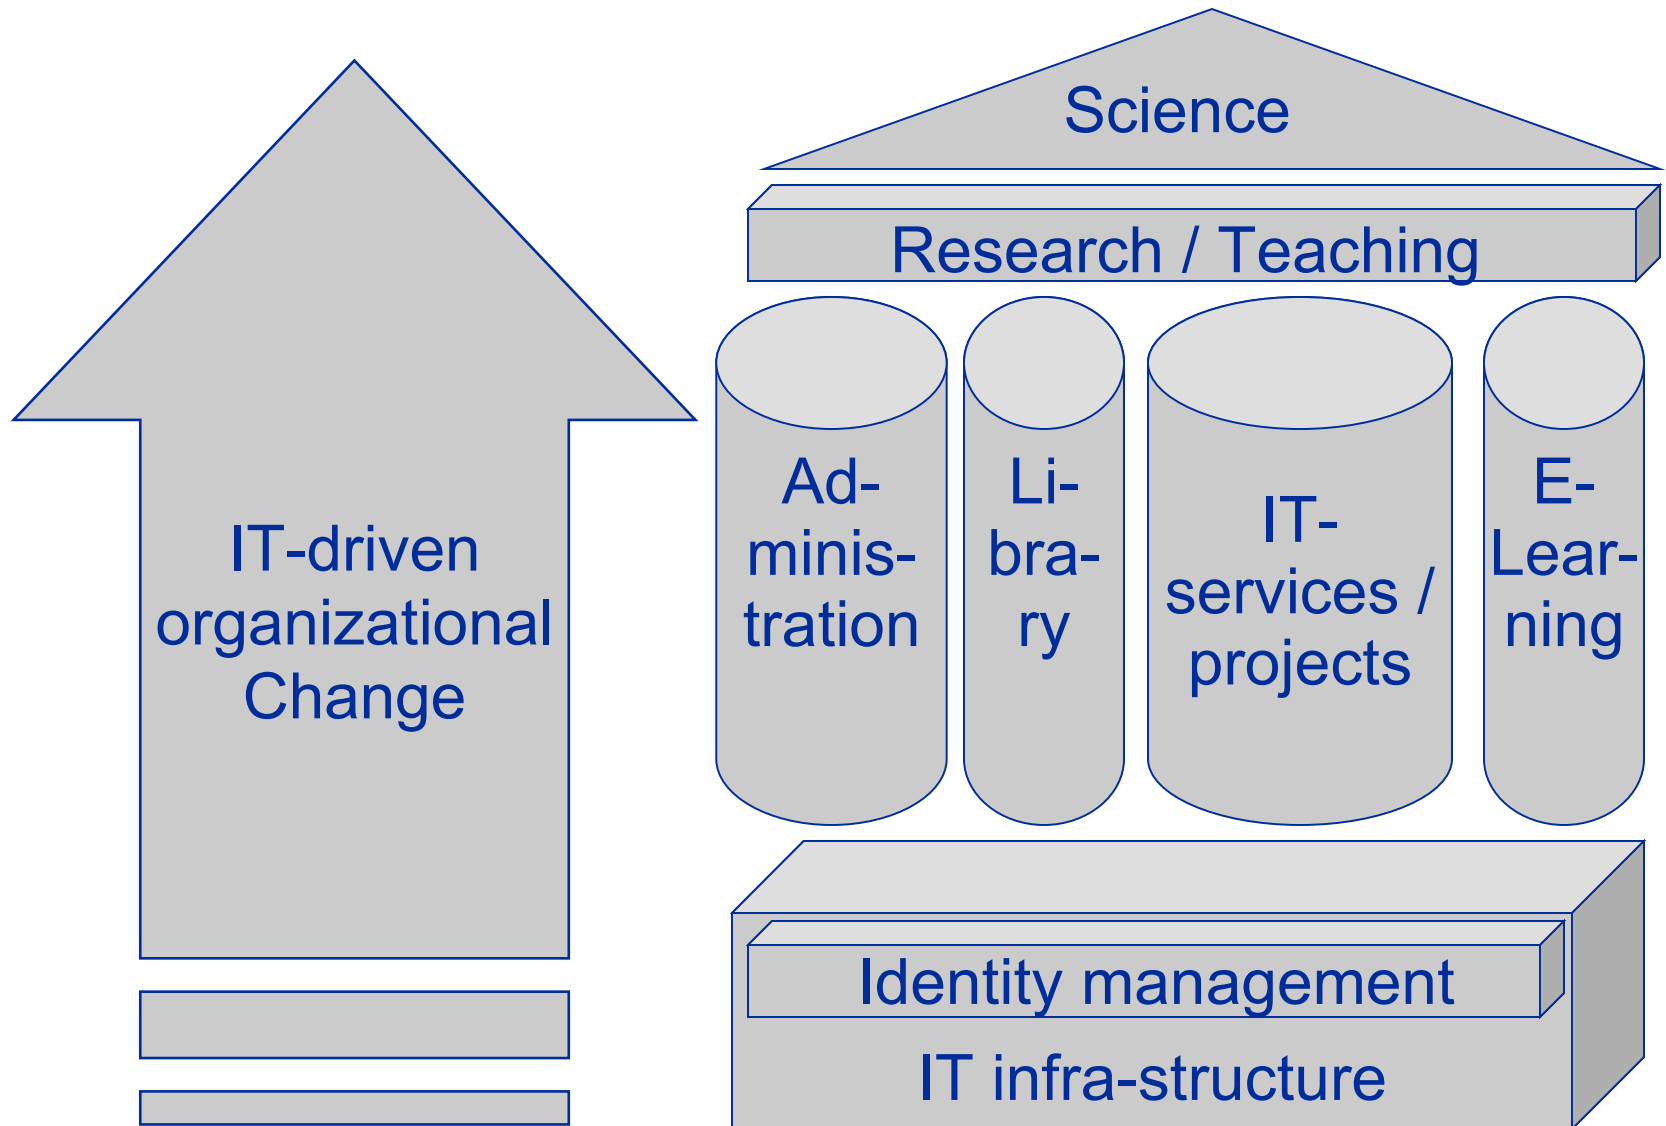 IT-driven
organizational
Change
Science
Research / Teaching
Ad-
minis-
tration
Li-
bra-
ry
IT-
services /
projects
E-
Lear-
ning
Identity management
IT infra-structure